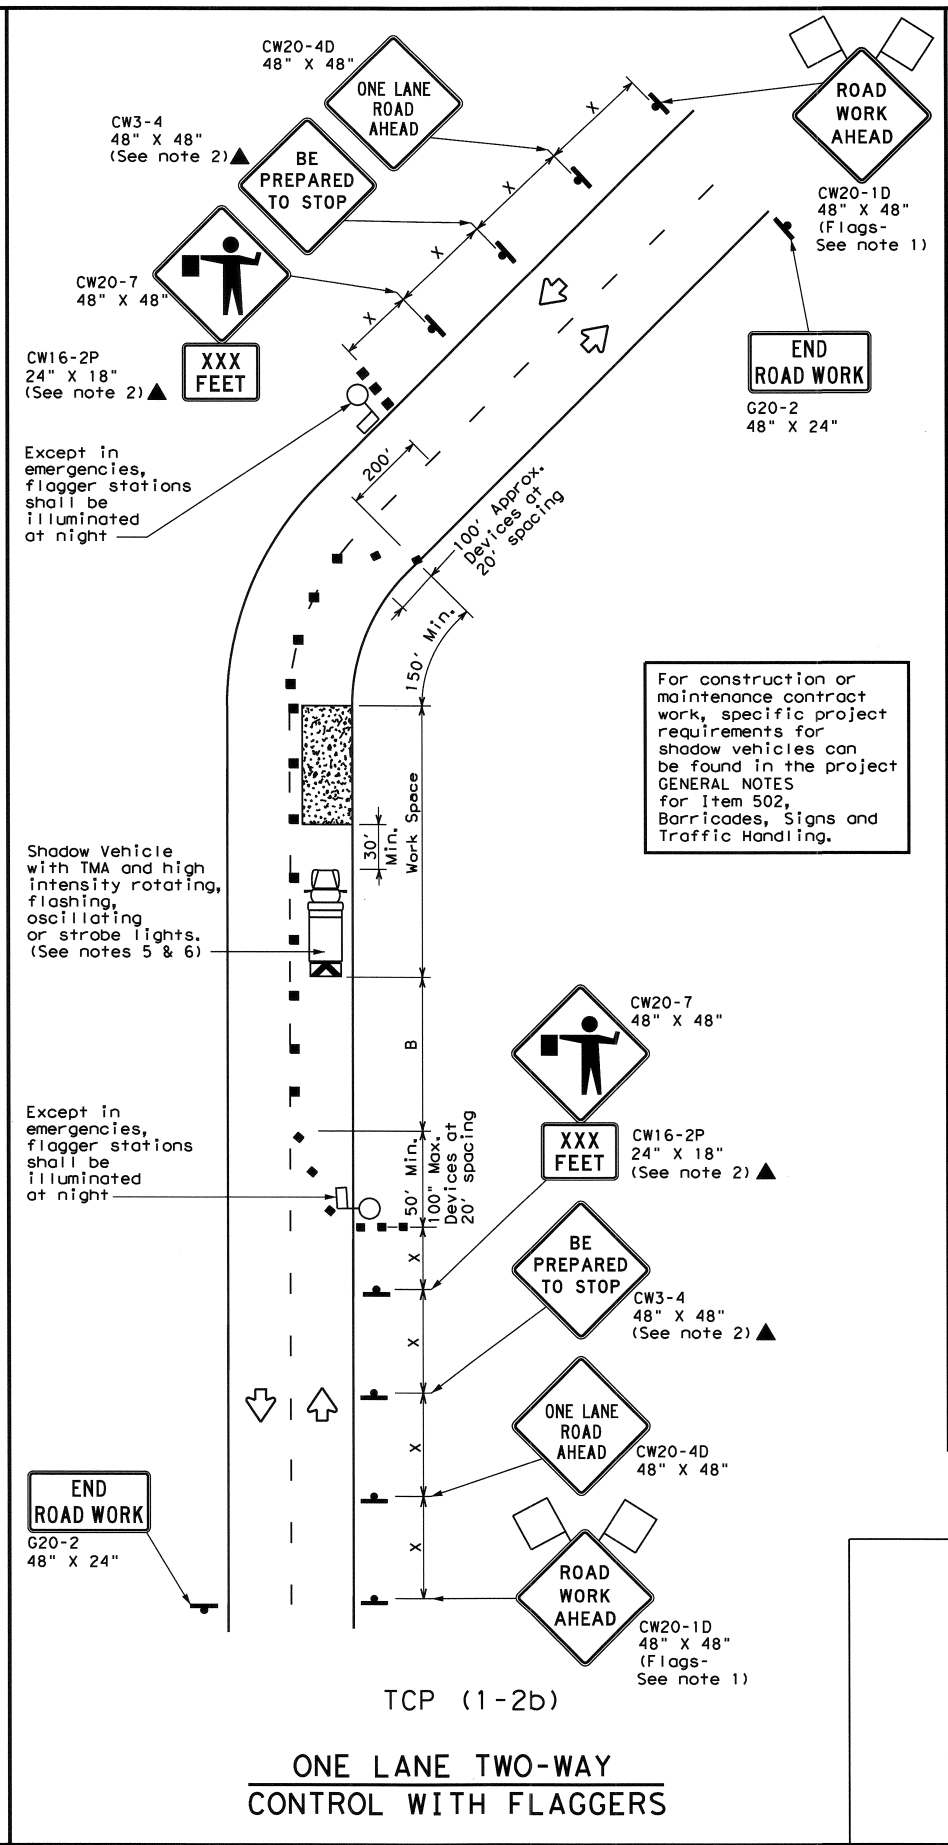 CW20-4D
48" X 48"
ONE LANE
ROAD
AHEAD
ROAD
WORK
AHEAD
CW20-1D
48" X 48"
(Flags-
See note 1)
CW3-4
48" X 48"
(See note 2)
BE
PREPARED
TO STOP
X
X
X
X
CW20-7
48" X 48"
CW16-2P
24" X 18"
(See note 2)
XXX
FEET
END
ROAD WORK
G20-2
48" X 24"
Except in
emergencies,
flagger stations
shall be
illuminated
at night
200'
100' Approx.
Devices at
20' spacing
150' Min.
For construction or
maintenance contract
work, specific project
requirements for
shadow vehicles can
be found in the project
GENERAL NOTES
for Item 502,
Barricades, Signs and
Traffic Handling.
Work Space
30'
Min.
Shadow Vehicle
with TMA and high
intensity rotating,
flashing,
oscillating
or strobe lights.
(See notes 5 & 6)
B
CW20-7
48" X 48"
XXX
FEET
CW16-2P
24" X 18"
(See note 2)
Except in
emergencies,
flagger stations
shall be
illuminated
at night
50' Min.
100" Max.
Devices at
20' spacing
X
X
X
X
BE
PREPARED
TO STOP
CW3-4
48" X 48"
(See note 2)
ONE LANE
ROAD
AHEAD
CW20-4D
48" X 48"
END
ROAD WORK
G20-2
48" X 24"
ROAD
WORK
AHEAD
CW20-1D
48" X 48"
(Flags-
See note 1)
TCP (1-2b)
ONE LANE TWO-WAY
CONTROL WITH FLAGGERS